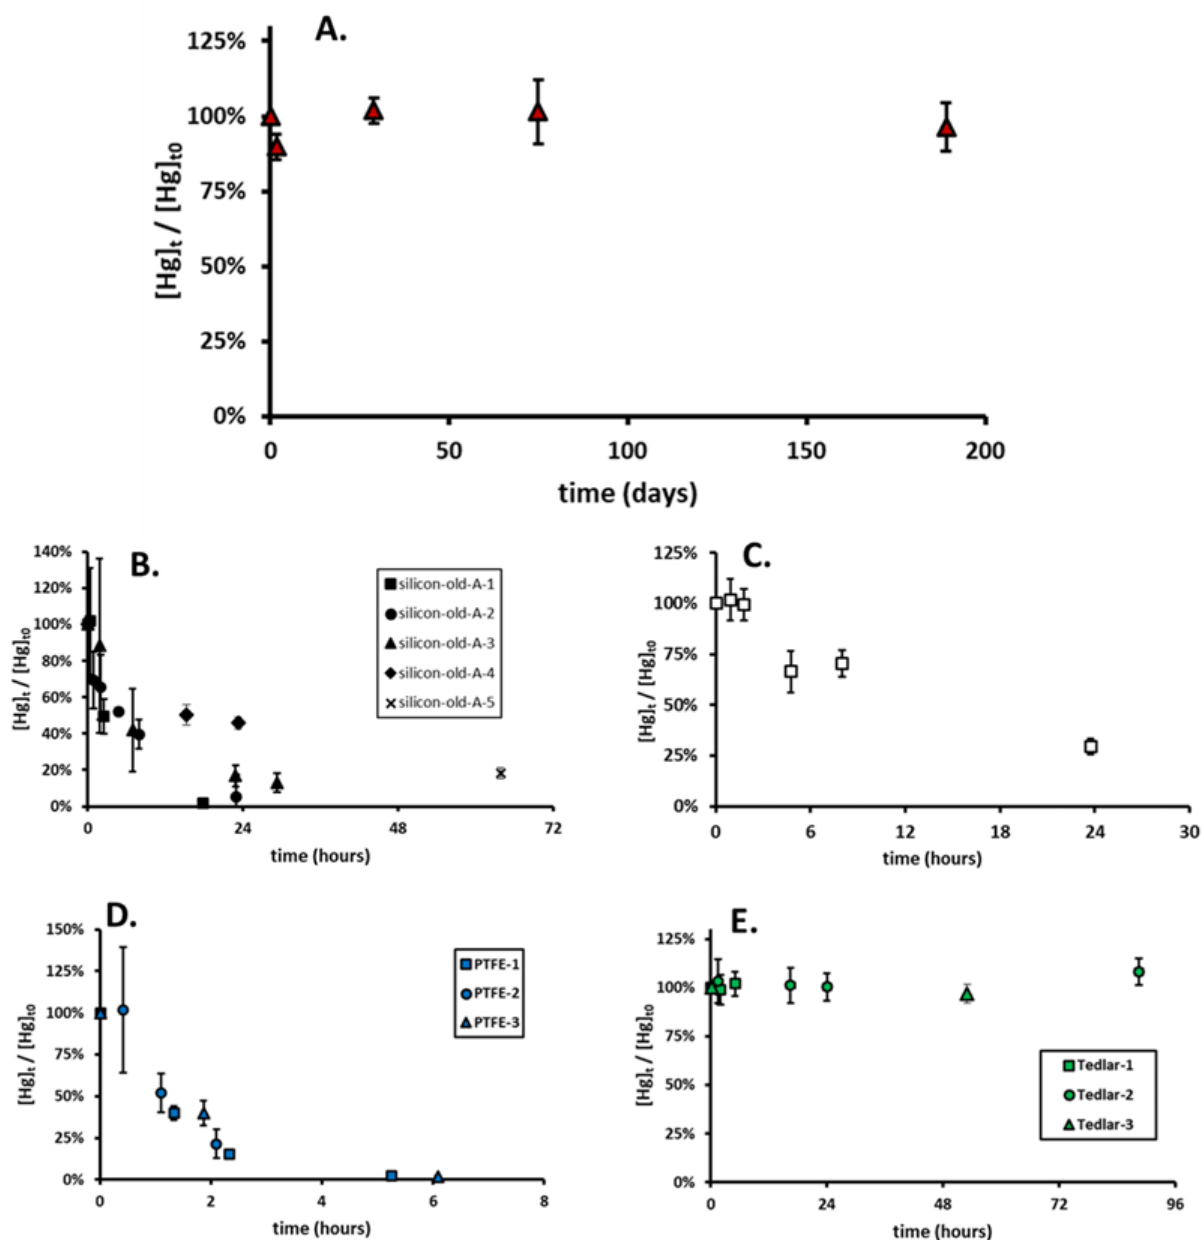 A.
125%
100%
75%
50%
25%
0%
[Hg]t / [Hg]t0
0 50 100 150 200
time (days)
B.
140%
120%
100%
80%
60%
40%
20%
0%
[Hg]t / [Hg]t0
0 24 48 72
time (hours)
silicon-old-A-1
silicon-old-A-2
silicon-old-A-3
silicon-old-A-4
silicon-old-A-5
C.
125%
100%
75%
50%
25%
0%
[Hg]t / [Hg]t0
0 6 12 18 24 30
time (hours)
D.
150%
125%
100%
75%
50%
25%
0%
[Hg]t / [Hg]t0
0 2 4 6 8
time (hours)
PTFE-1
PTFE-2
PTFE-3
E.
125%
100%
75%
50%
25%
0%
[Hg]t / [Hg]t0
0 24 48 72 96
time (hours)
Tedlar-1
Tedlar-2
Tedlar-3